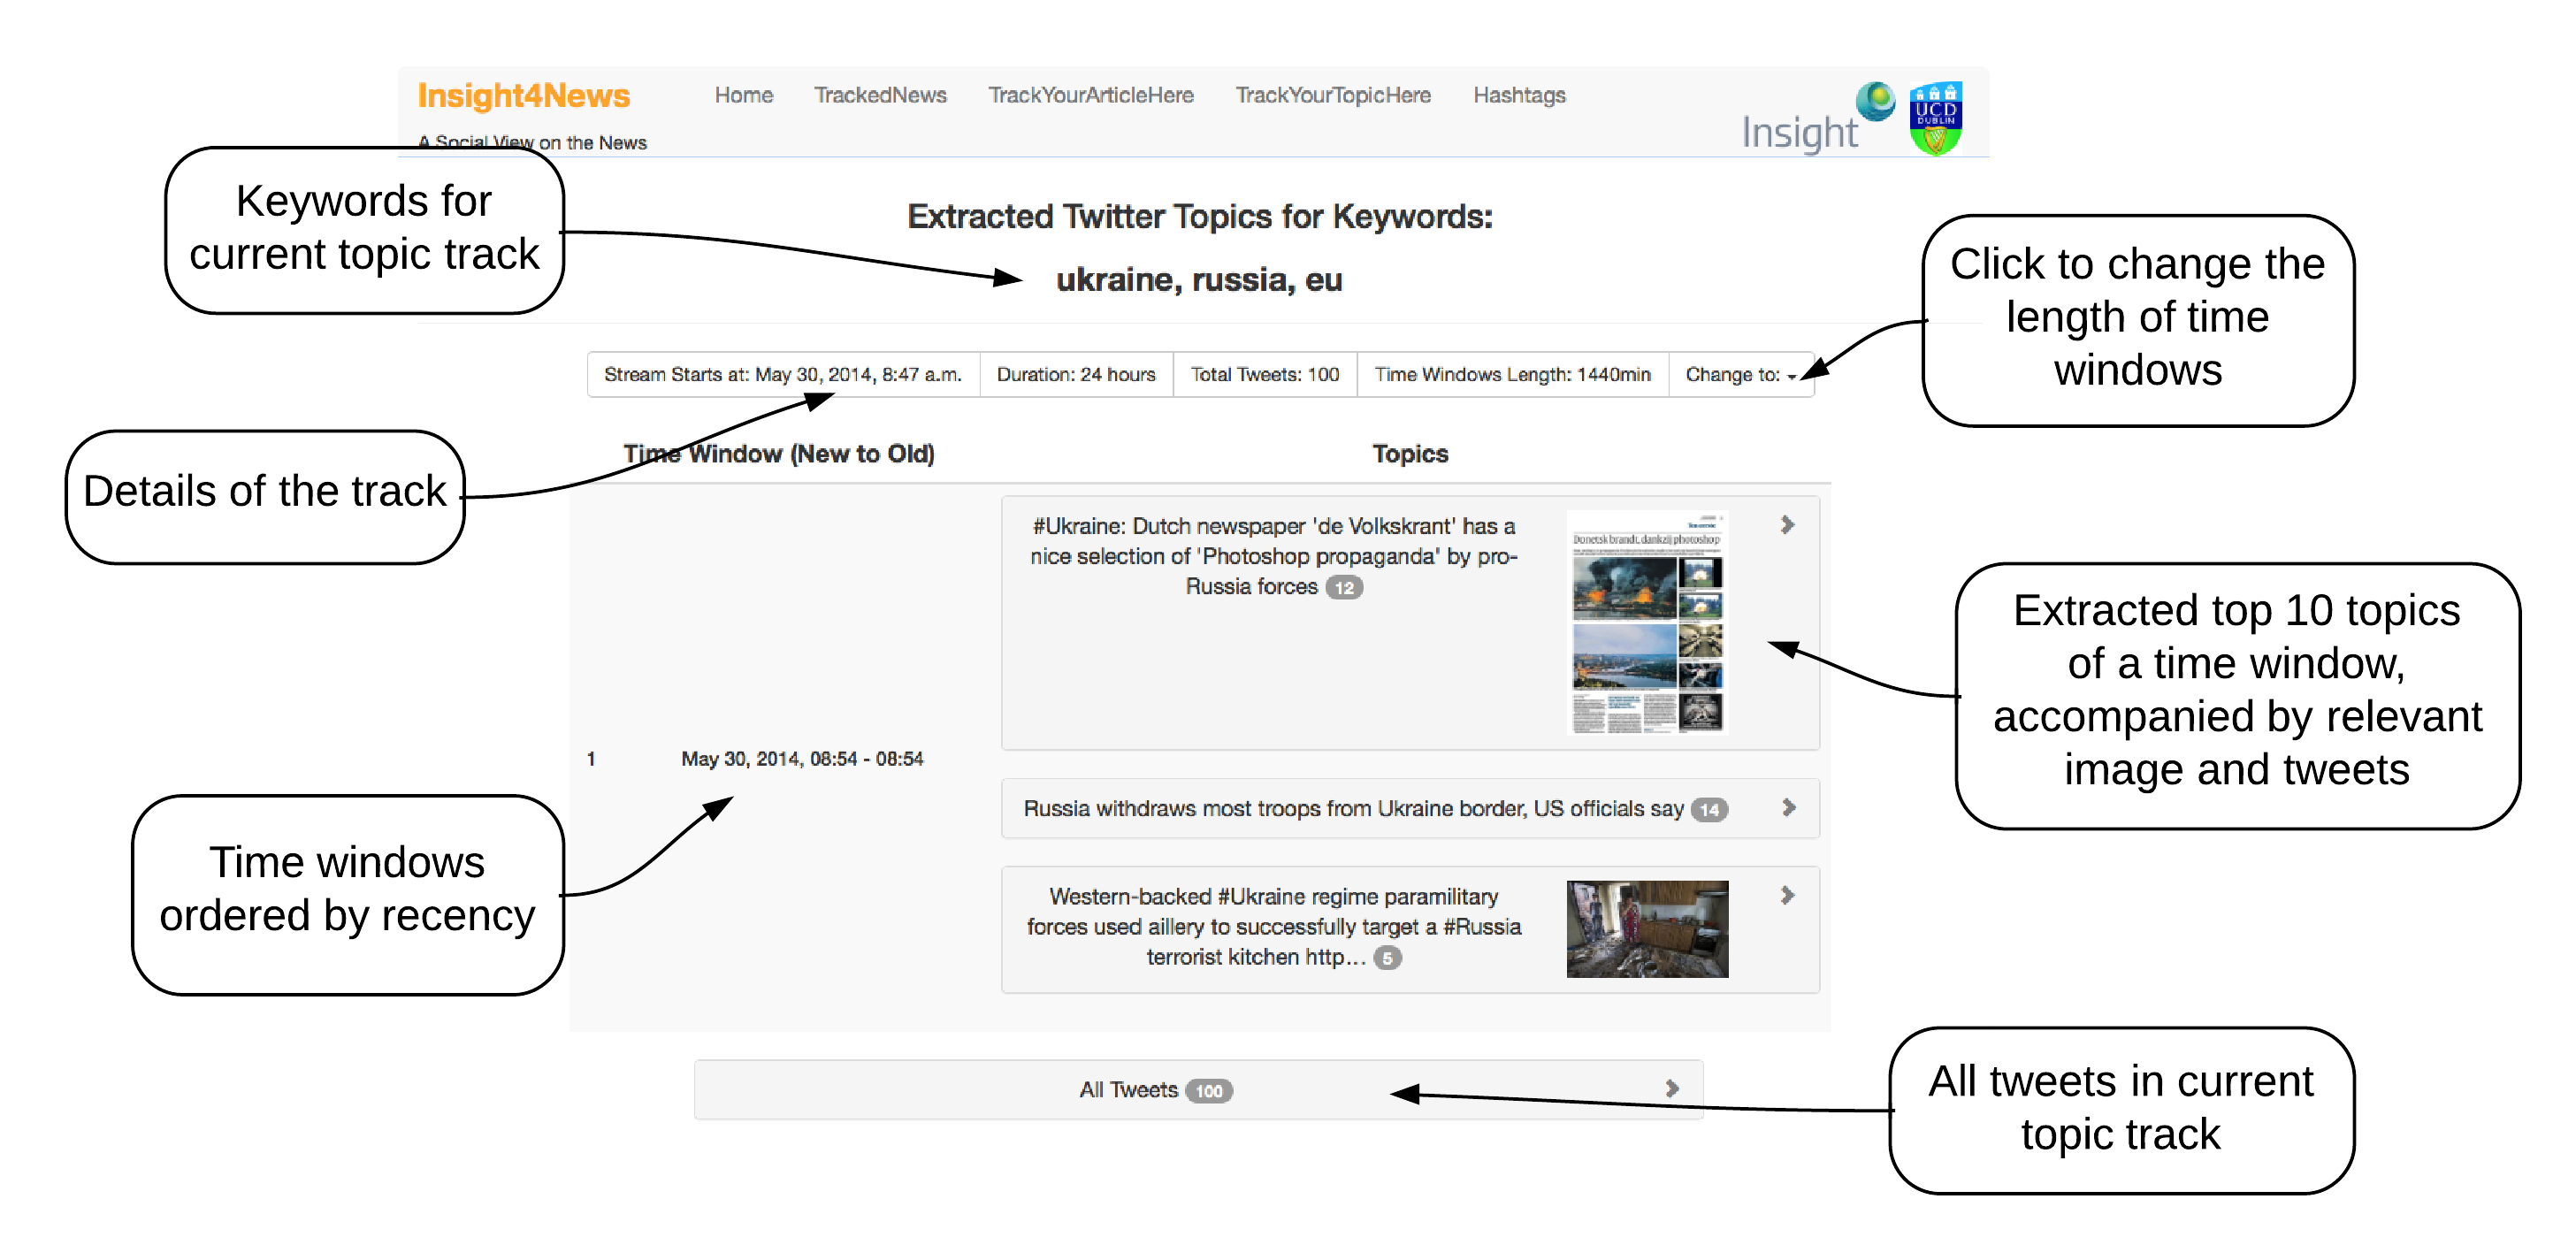 Insight4News
Home TrackedNews TrackYourArticleHere TrackYourTopicHere Hashtags
A Social View on the News
Insight
UCD
DUBLIN
Keywords for
current topic track
Extracted Twitter Topics for Keywords:
ukraine, russia, eu
Click to change the
length of time
windows
Stream Starts at: May 30, 2014, 8:47 a.m. Duration: 24 hours Total Tweets: 100 Time Windows Length: 1440min Change to:
Details of the track
Time Window (New to Old) Topics
#Ukraine: Dutch newspaper 'de Volkskrant' has a
nice selection of 'Photoshop propaganda' by pro-
Russia forces 12
Donetsk brandt, dankzij photoshop
Extracted top 10 topics
of a time window,
accompanied by relevant
image and tweets
1 May 30, 2014, 08:54 - 08:54
Russia withdraws most troops from Ukraine border, US officials say 14
Time windows
ordered by recency
Western-backed #Ukraine regime paramilitary
forces used aillery to successfully target a #Russia
terrorist kitchen http... 5
All Tweets 100
All tweets in current
topic track